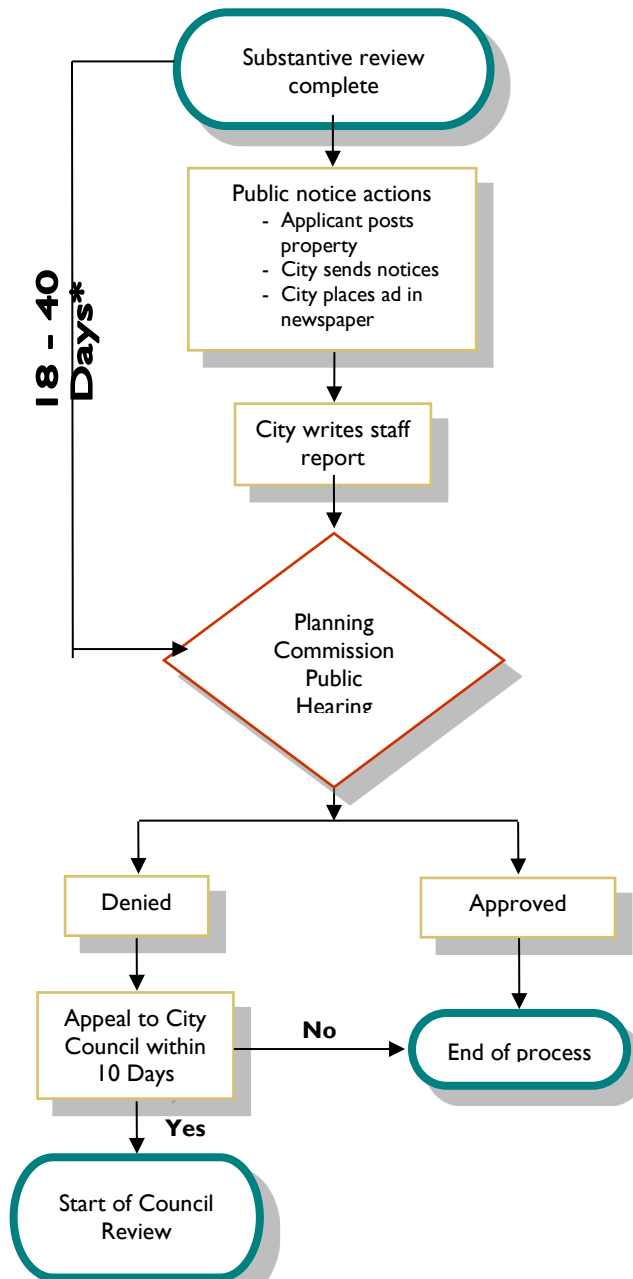 Substantive review
complete
Public notice actions
- Applicant posts
property
- City sends notices
- City places ad in
newspaper
18 - 40
Days*
City writes staff
report
Planning
Commission
Public
Hearing
Denied
Approved
Appeal to City
Council within
10 Days
No
End of process
Yes
Start of Council
Review